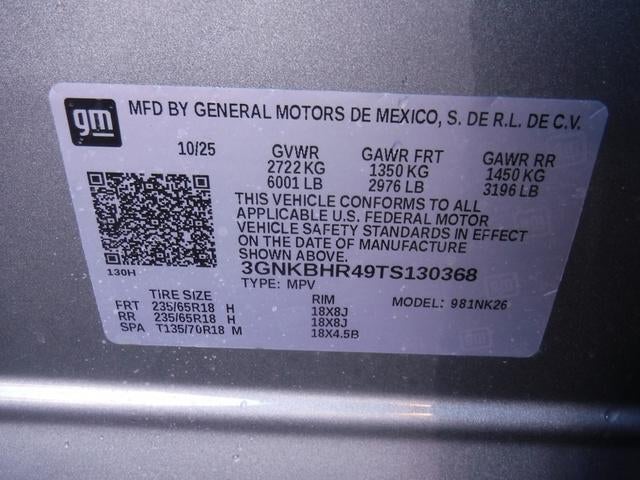 gm
MFD BY GENERAL MOTORS DE MEXICO, S. DE R.L. DE C.V.
10/25 GVWR GAWR FRT GAWR RR
2722 KG 1350 KG 1450 KG
6001 LB 2976 LB 3196 LB
THIS VEHICLE CONFORMS TO ALL
APPLICABLE U.S. FEDERAL MOTOR
VEHICLE SAFETY STANDARDS IN EFFECT
ON THE DATE OF MANUFACTURE
SHOWN ABOVE.
130H
3GNKBHR49TS130368
TYPE: MPV
TIRE SIZE RIM MODEL: 981NK26
FRT 235/65R18 H 18X8J
RR 235/65R18 H 18X8J
SPA T135/70R18 M 18X4.5B